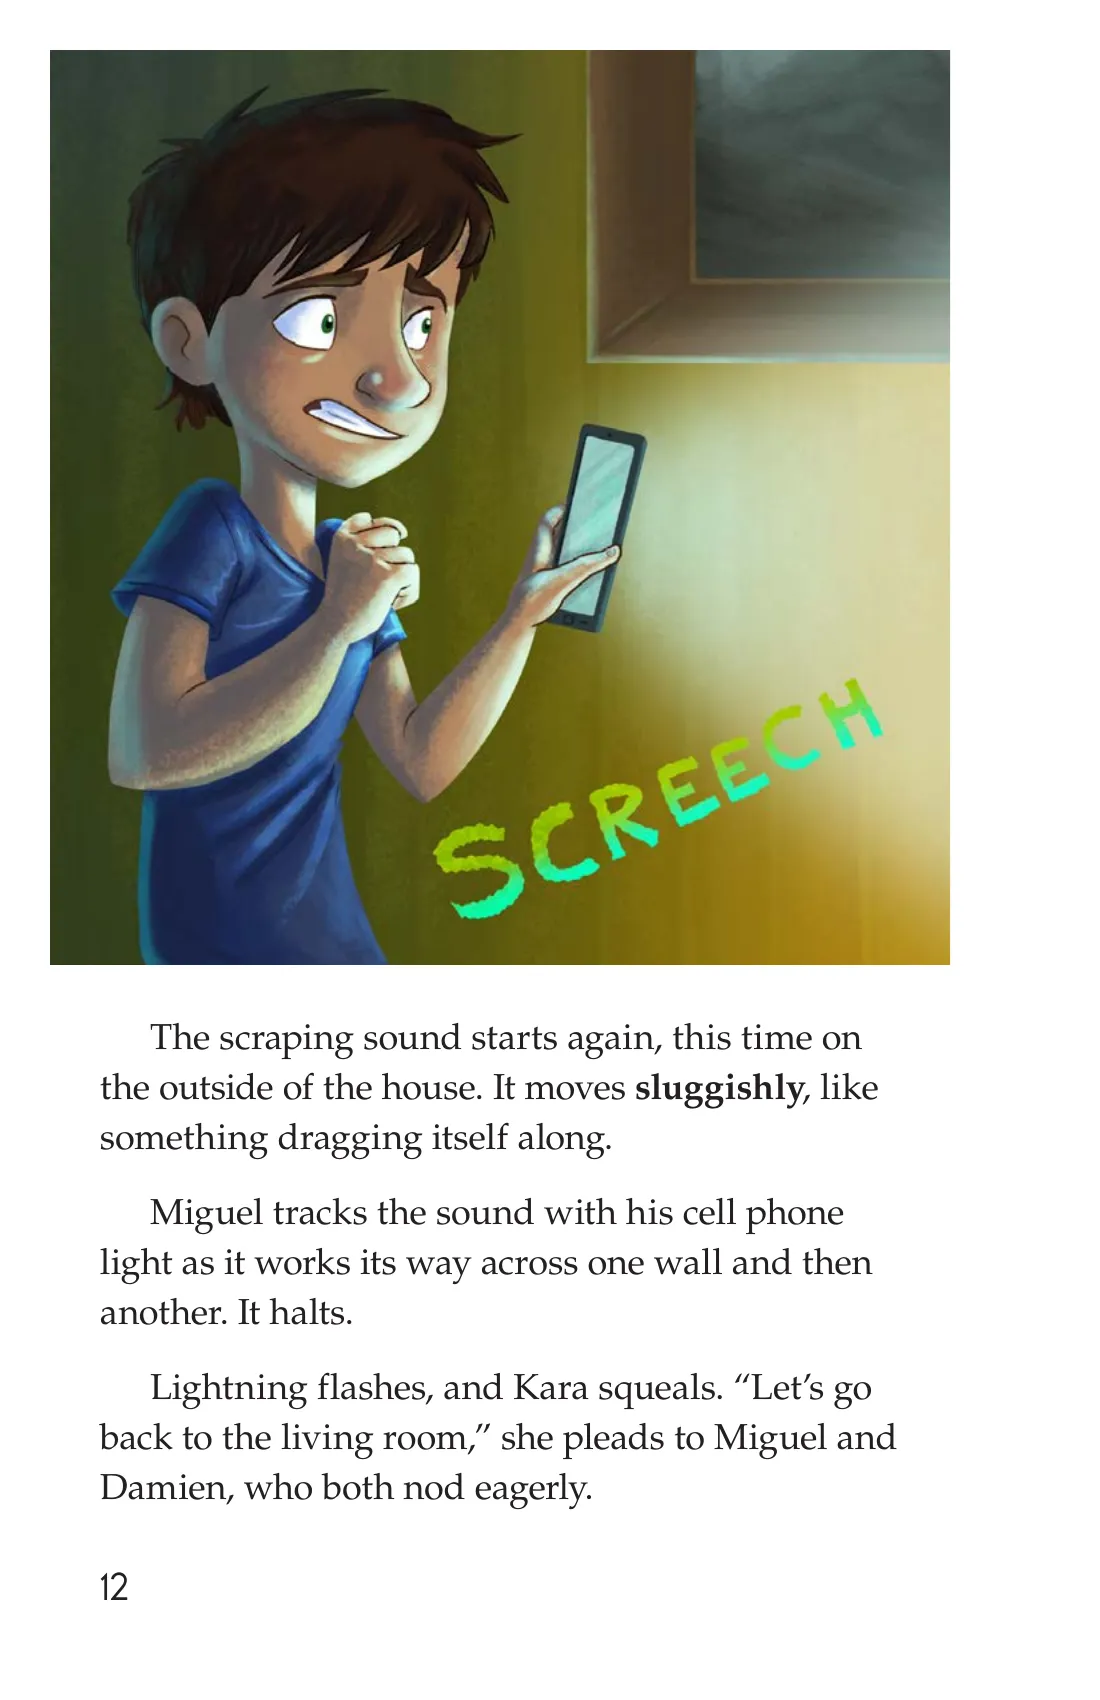 SCREECH
The scraping sound starts again, this time on
the outside of the house. It moves sluggishly, like
something dragging itself along.
Miguel tracks the sound with his cell phone
light as it works its way across one wall and then
another. It halts.
Lightning flashes, and Kara squeals. “Let’s go
back to the living room,” she pleads to Miguel and
Damien, who both nod eagerly.
12